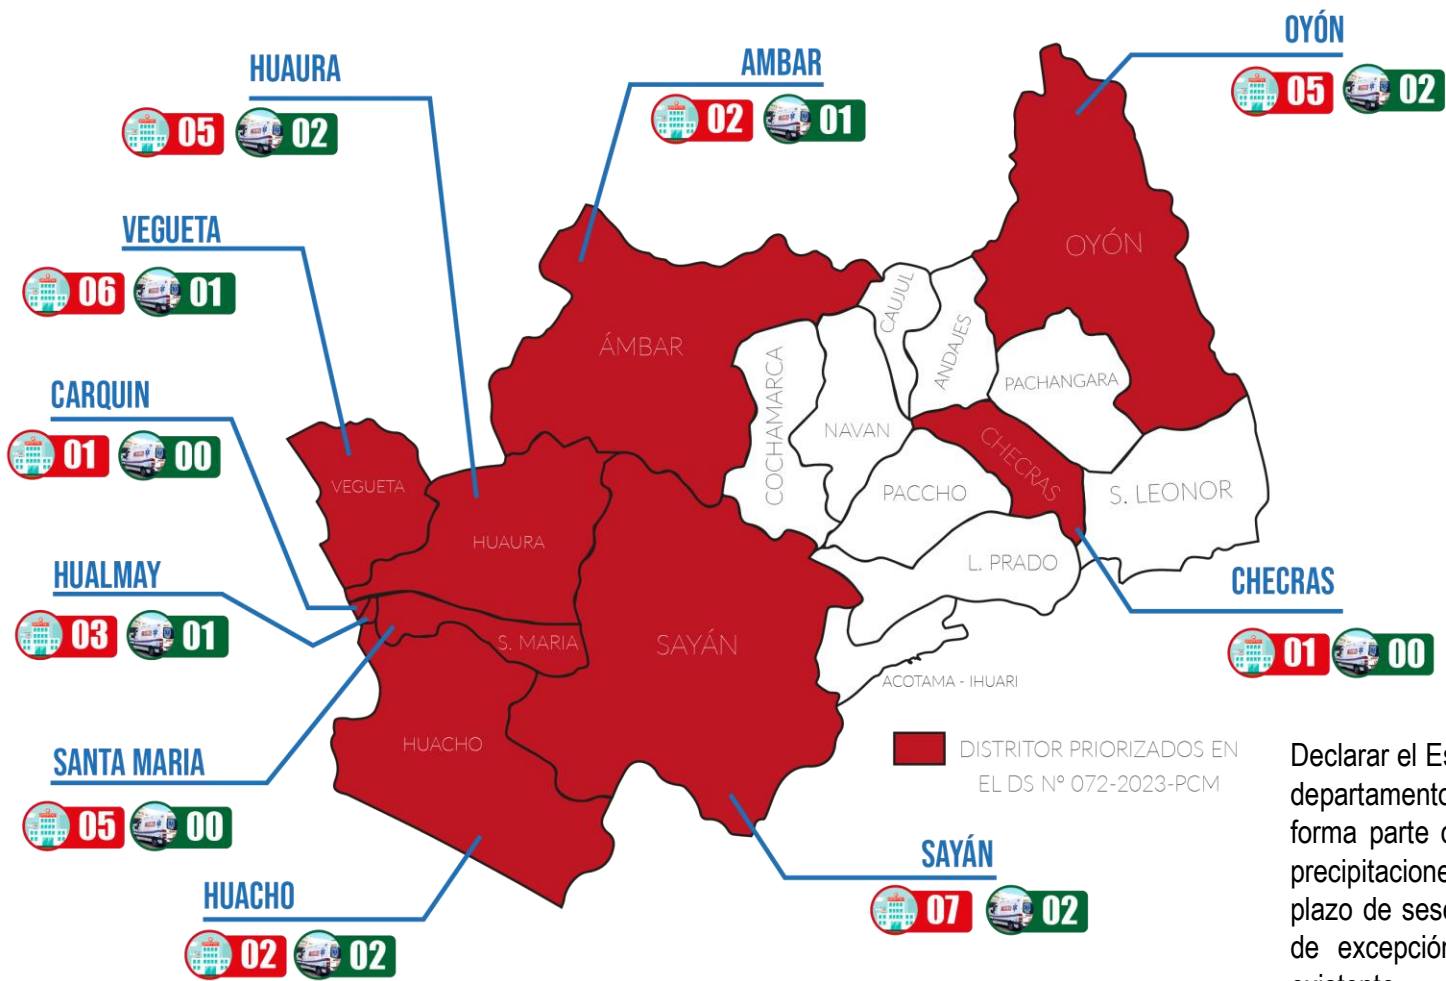 OYÓN
05 02
HUAURA
05 02
AMBAR
02 01
VEGUETA
06 01
CARQUIN
01 00
HUALMAY
03 01
SANTA MARIA
05 00
HUACHO
02 02
SAYÁN
07 02
CHECRAS
01 00
OYÓN
ÁMBAR
CAUJUL
ANDAJES
COCHAMARCA
NAVAN
PACHANGARA
CHECRAS
PACCHO
S. LEONOR
L. PRADO
VEGUETA
HUAURA
S. MARIA
SAYÁN
HUACHO
ACOTAMA - IHUARI
DISTRITOR PRIORIZADOS EN
EL DS Nº 072-2023-PCM
Declarar el Es
departamento
forma parte
precipitacione
plazo de sese
de excepción